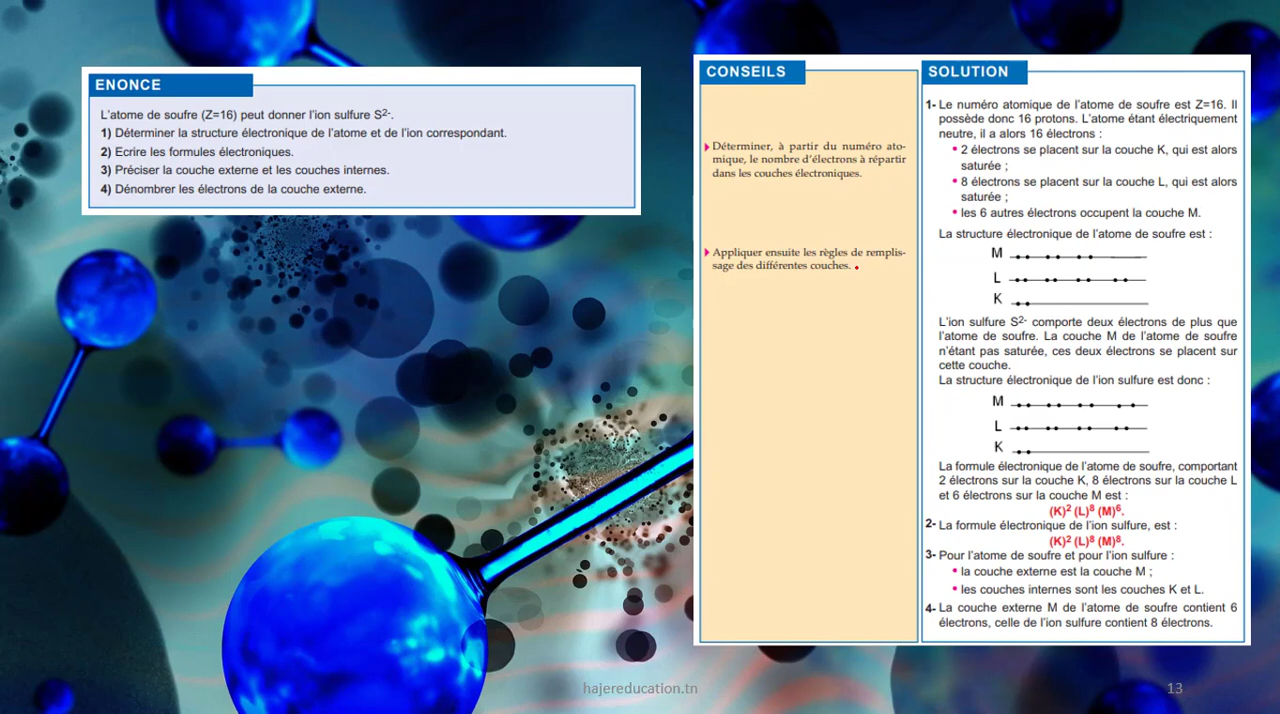 ENONCE
L'atome de soufre (Z=16) peut donner l'ion sulfure S2-.
1) Déterminer la structure électronique de l'atome et de l'ion correspondant.
2) Ecrire les formules électroniques.
3) Préciser la couche externe et les couches internes.
4) Dénombrer les électrons de la couche externe.
CONSEILS
Déterminer, à partir du numéro ato-
mique, le nombre d'électrons à répartir
dans les couches électroniques.
Appliquer ensuite les règles de remplis-
sage des différentes couches.
SOLUTION
1- Le numéro atomique de l'atome de soufre est Z=16. Il
possède donc 16 protons. L'atome étant électriquement
neutre, il a alors 16 électrons :
• 2 électrons se placent sur la couche K, qui est alors
saturée ;
• 8 électrons se placent sur la couche L, qui est alors
saturée ;
• les 6 autres électrons occupent la couche M.
La structure électronique de l'atome de soufre est :
M
L
K
L'ion sulfure S2- comporte deux électrons de plus que
l'atome de soufre. La couche M de l'atome de soufre
n'étant pas saturée, ces deux électrons se placent sur
cette couche.
La structure électronique de l'ion sulfure est donc :
M
L
K
La formule électronique de l'atome de soufre, comportant
2 électrons sur la couche K, 8 électrons sur la couche L
et 6 électrons sur la couche M est :
(K)2 (L)8 (M)6.
2- La formule électronique de l'ion sulfure, est :
(K)2 (L)8 (M)8.
3- Pour l'atome de soufre et pour l'ion sulfure :
• la couche externe est la couche M ;
• les couches internes sont les couches K et L.
4- La couche externe M de l'atome de soufre contient 6
électrons, celle de l'ion sulfure contient 8 électrons.
hajereducation.tn
13